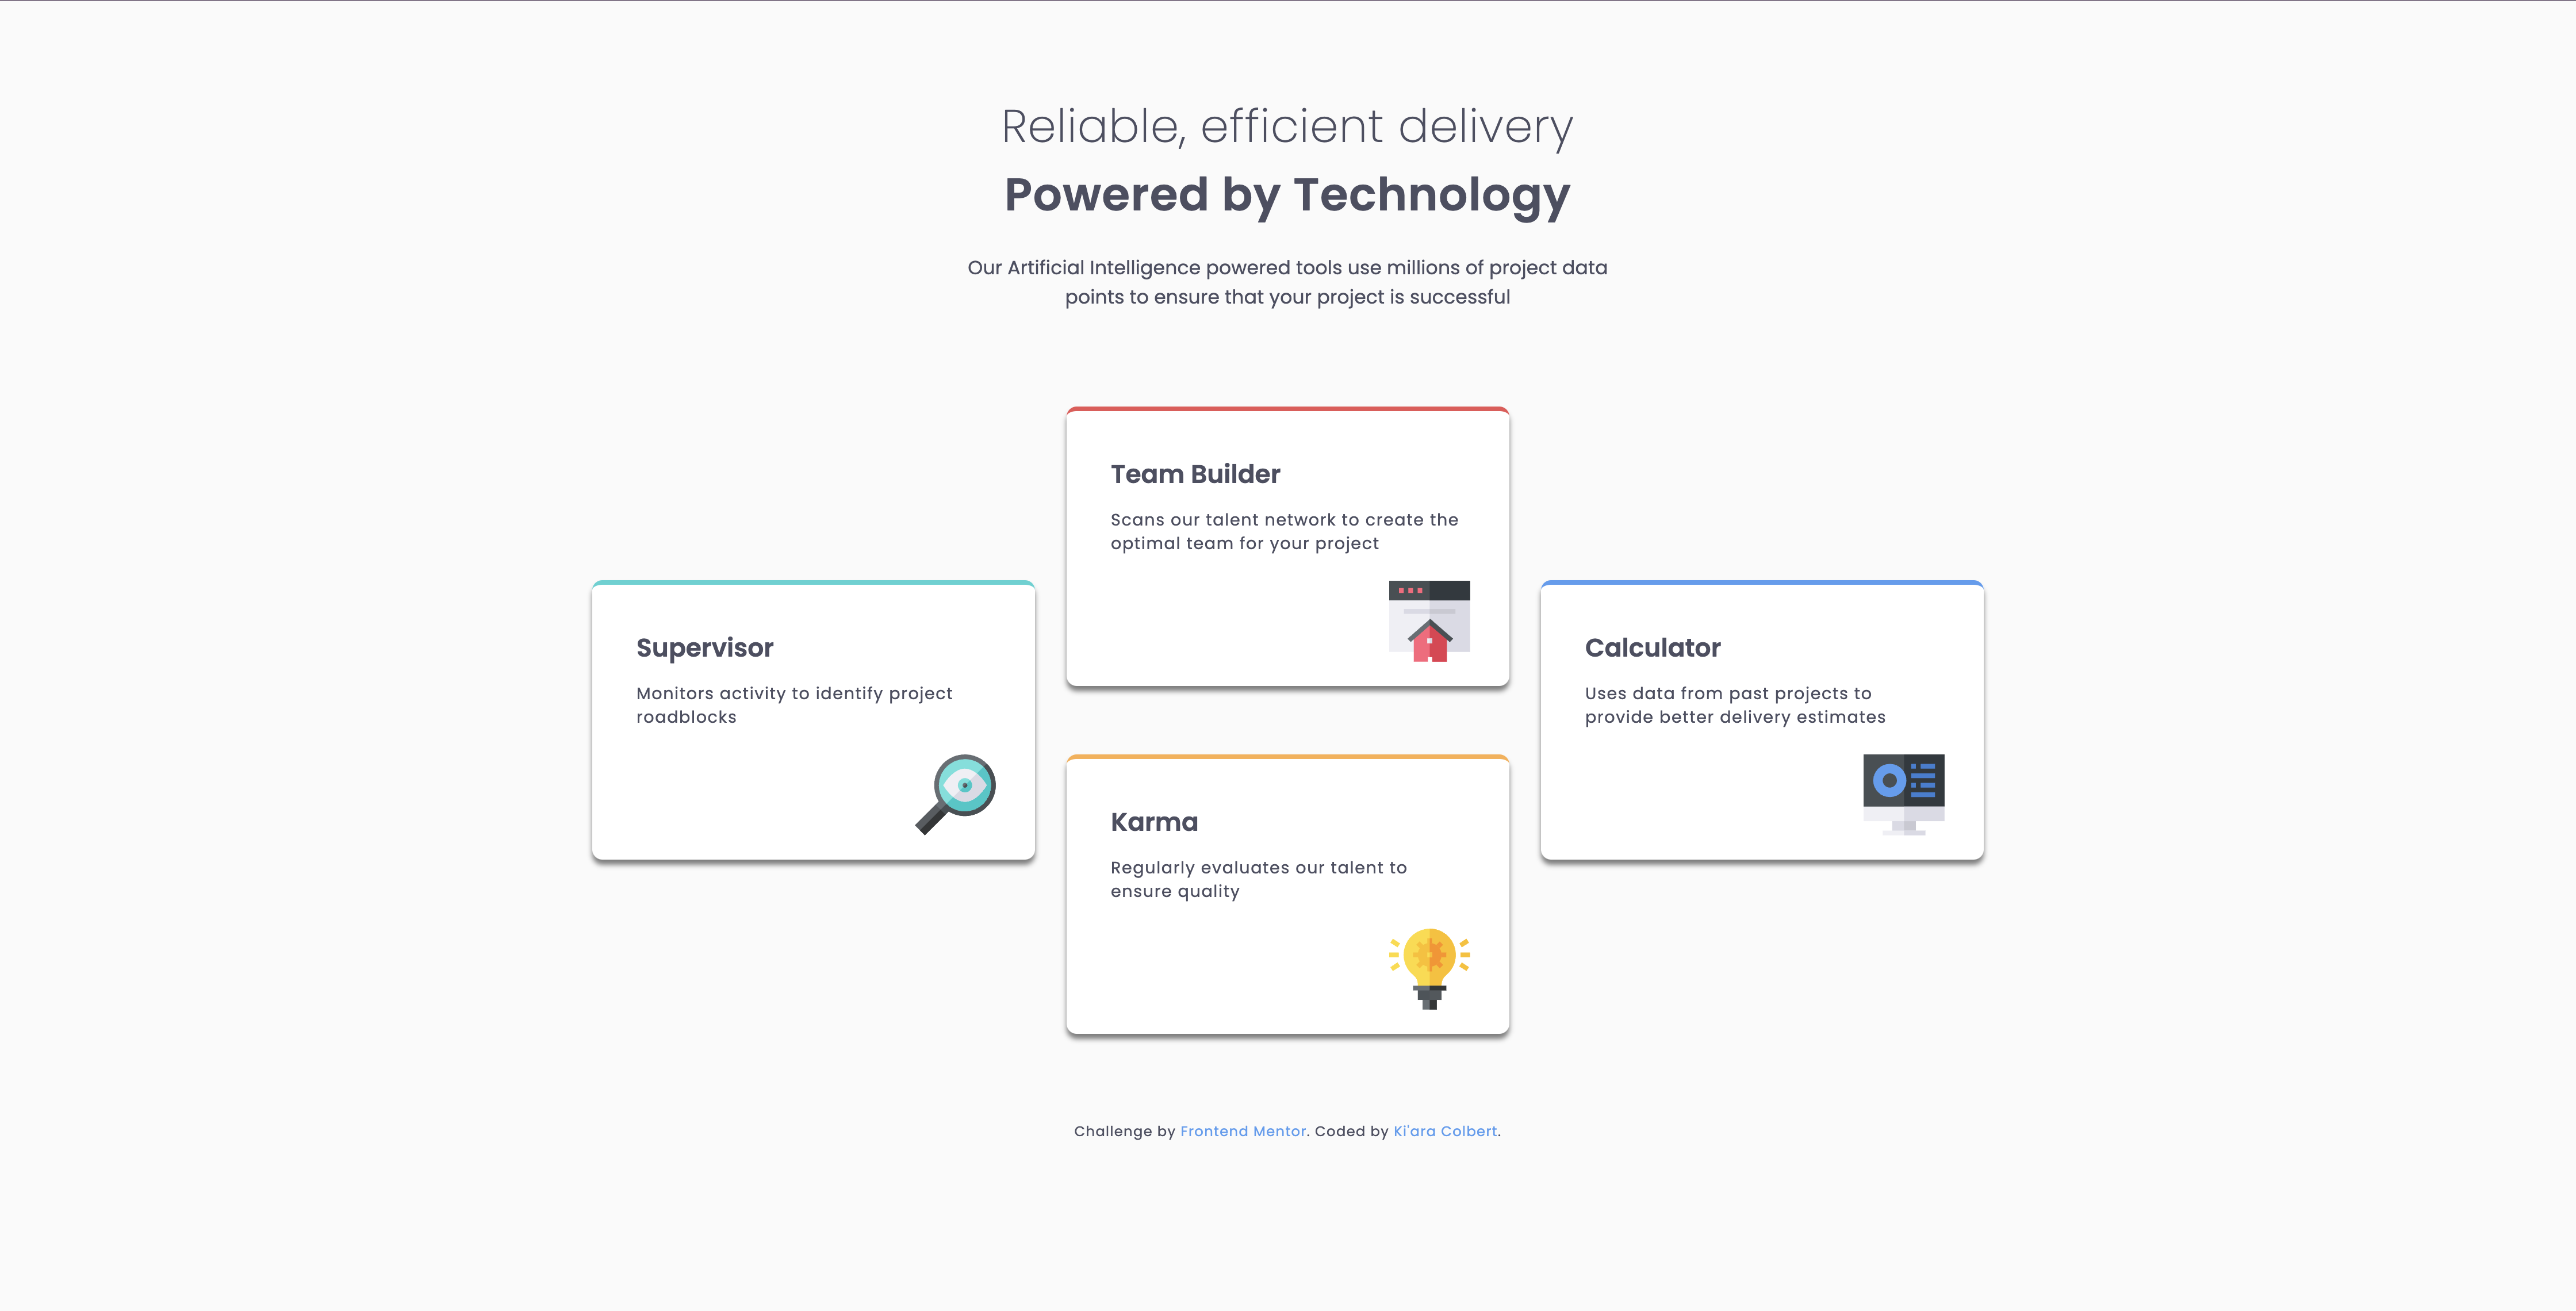 Reliable, efficient delivery
Powered by Technology
Our Artificial Intelligence powered tools use millions of project data
points to ensure that your project is successful
Team Builder
Scans our talent network to create the
optimal team for your project
Supervisor
Monitors activity to identify project
roadblocks
Calculator
Uses data from past projects to
provide better delivery estimates
Karma
Regularly evaluates our talent to
ensure quality
Challenge by Frontend Mentor. Coded by Ki'ara Colbert.